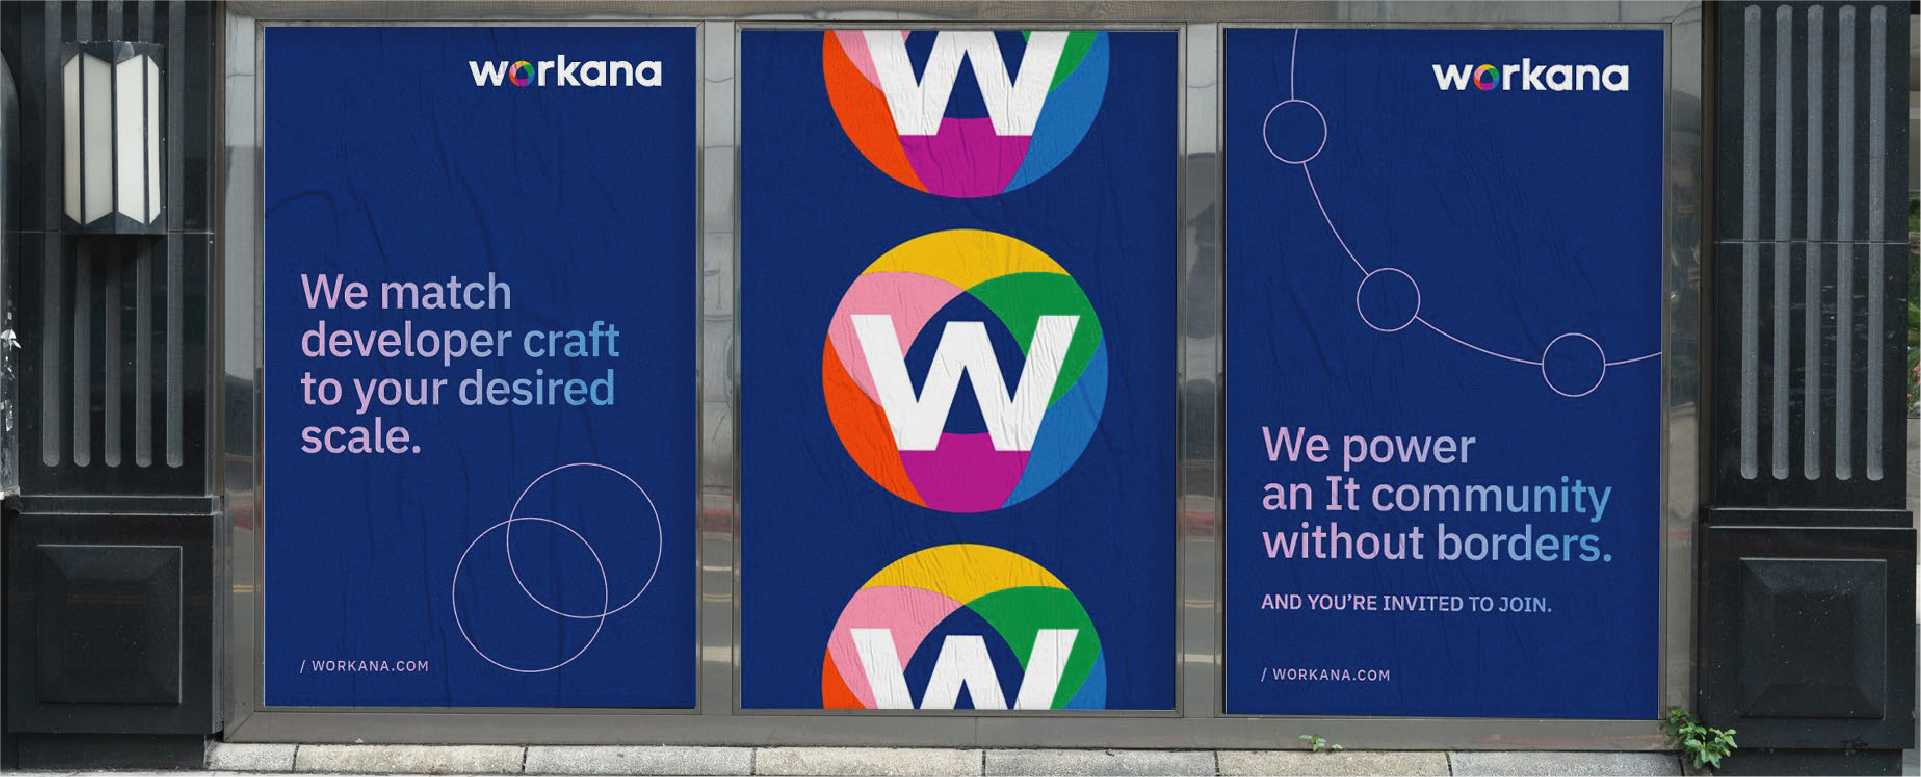 workana
We match
developer craft
to your desired
scale.
/ WORKANA.COM
W
W
W
workana
We power
an It community
without borders.
AND YOU'RE INVITED TO JOIN.
/ WORKANA.COM